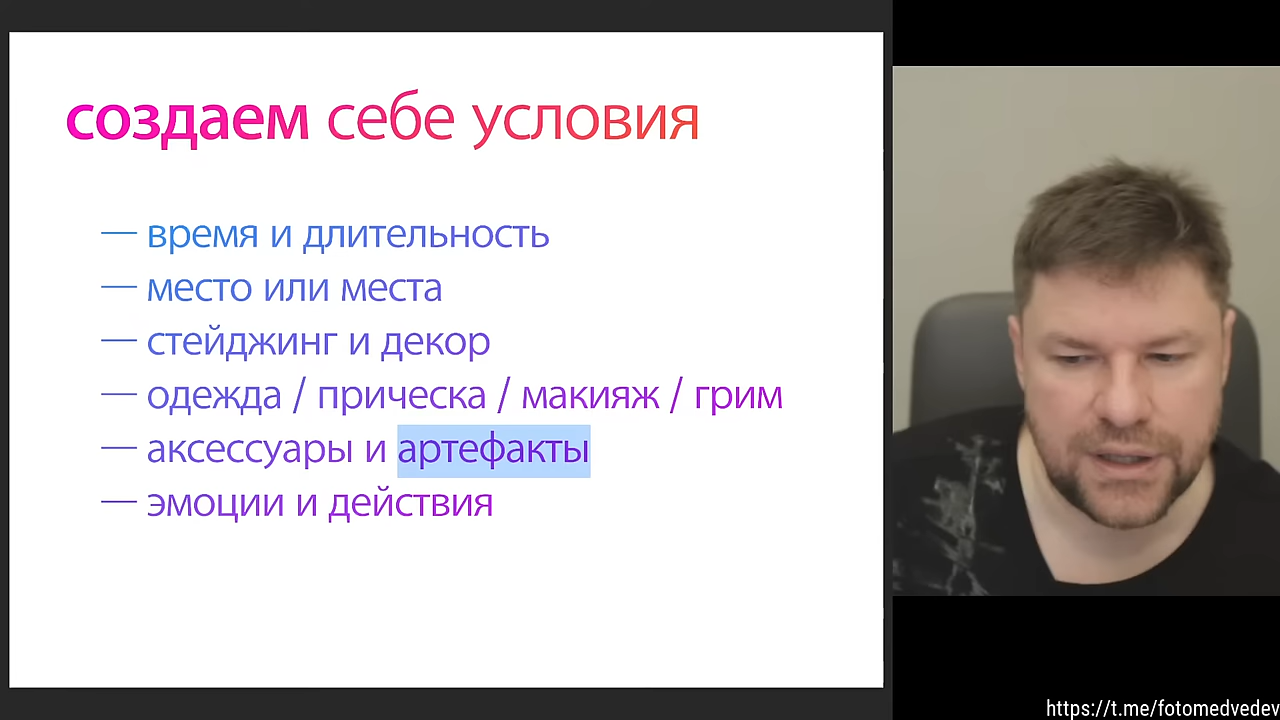 создаем себе условия
— время и длительность
— место или места
— стейджинг и декор
— одежда / прическа / макияж / грим
— аксессуары и артефакты
— эмоции и действия
https://t.me/fotomedvedev